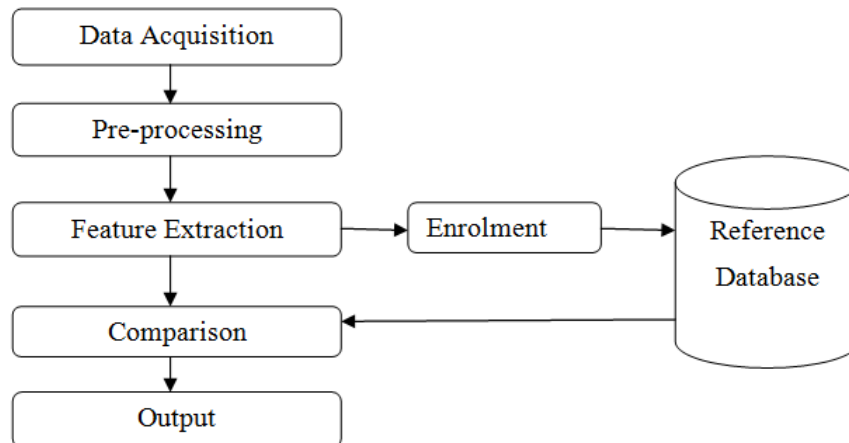 Data Acquisition
Pre-processing
Feature Extraction
Enrolment
Reference
Database
Comparison
Output